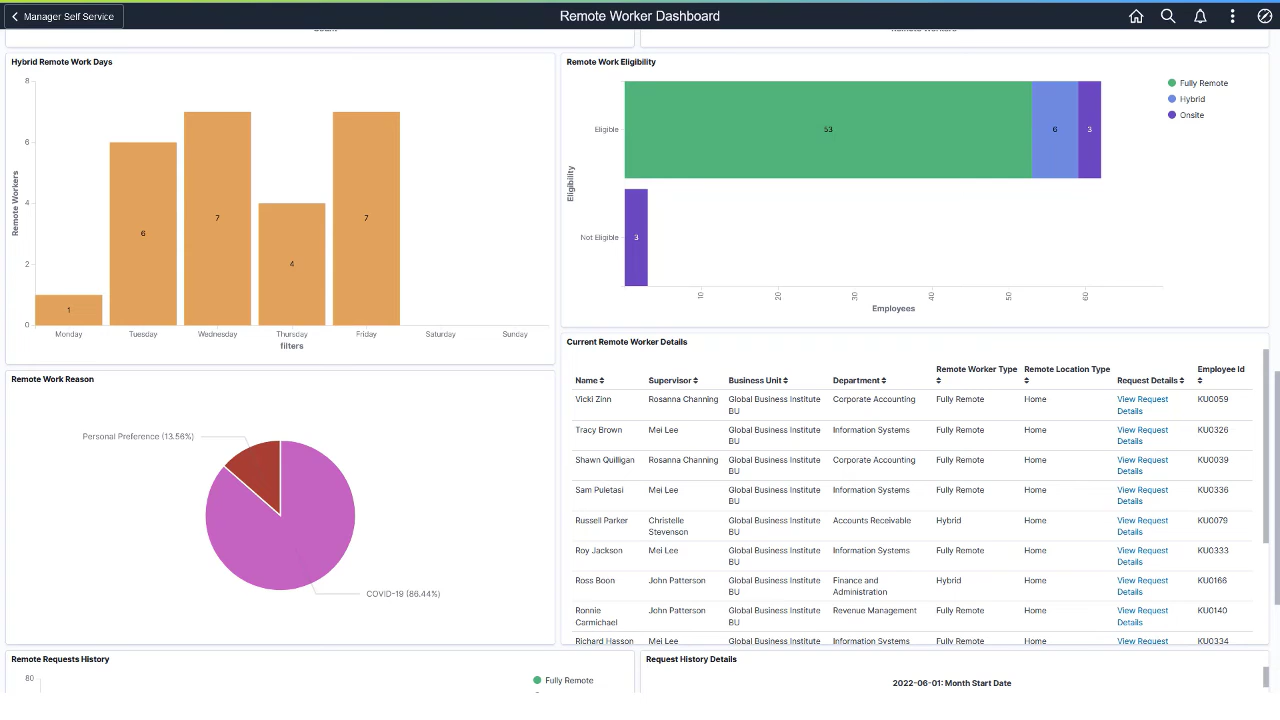 Manager Self Service
Remote Worker Dashboard
Hybrid Remote Work Days
8
6
4
2
0
Remote Workers
1
6
7
4
7
Monday
Tuesday
Wednesday
Thursday
Friday
Saturday
Sunday
filters
Remote Work Eligibility
Eligibility
Eligible
Not Eligible
53
6
3
3
10
20
30
40
50
60
Employees
Fully Remote
Hybrid
Onsite
Remote Work Reason
Personal Preference (13.56%)
COVID-19 (86.44%)
Current Remote Worker Details
Name Supervisor Business Unit Department Remote Worker Type Remote Location Type Request Details Employee Id
Vicki Zinn Rosanna Channing Global Business Institute Corporate Accounting Fully Remote Home View Request KU0059
BU Details
Tracy Brown Mei Lee Global Business Institute Information Systems Fully Remote Home View Request KU0326
BU Details
Shawn Quilligan Rosanna Channing Global Business Institute Corporate Accounting Fully Remote Home View Request KU0039
BU Details
Sam Puletasi Mei Lee Global Business Institute Information Systems Fully Remote Home View Request KU0336
BU Details
Russell Parker Christelle Global Business Institute Accounts Receivable Hybrid Home View Request KU0079
Stevenson BU Details
Roy Jackson Mei Lee Global Business Institute Information Systems Fully Remote Home View Request KU0333
BU Details
Ross Boon John Patterson Global Business Institute Finance and Hybrid Home View Request KU0166
BU Administration Details
Ronnie John Patterson Global Business Institute Revenue Management Fully Remote Home View Request KU0140
Carmichael BU Details
Richard Hasson Mei Lee Global Business Institute Information Systems Fully Remote Home View Request KU0334
Remote Requests History
80
Fully Remote
Request History Details
2022-06-01: Month Start Date